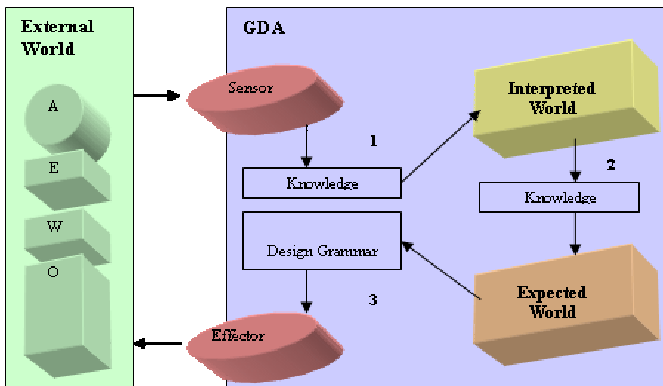 External
World
A
E
W
O
GDA
Sensor
1
Knowledge
Design Grammar
3
Effector
Interpreted
World
2
Knowledge
Expected
World